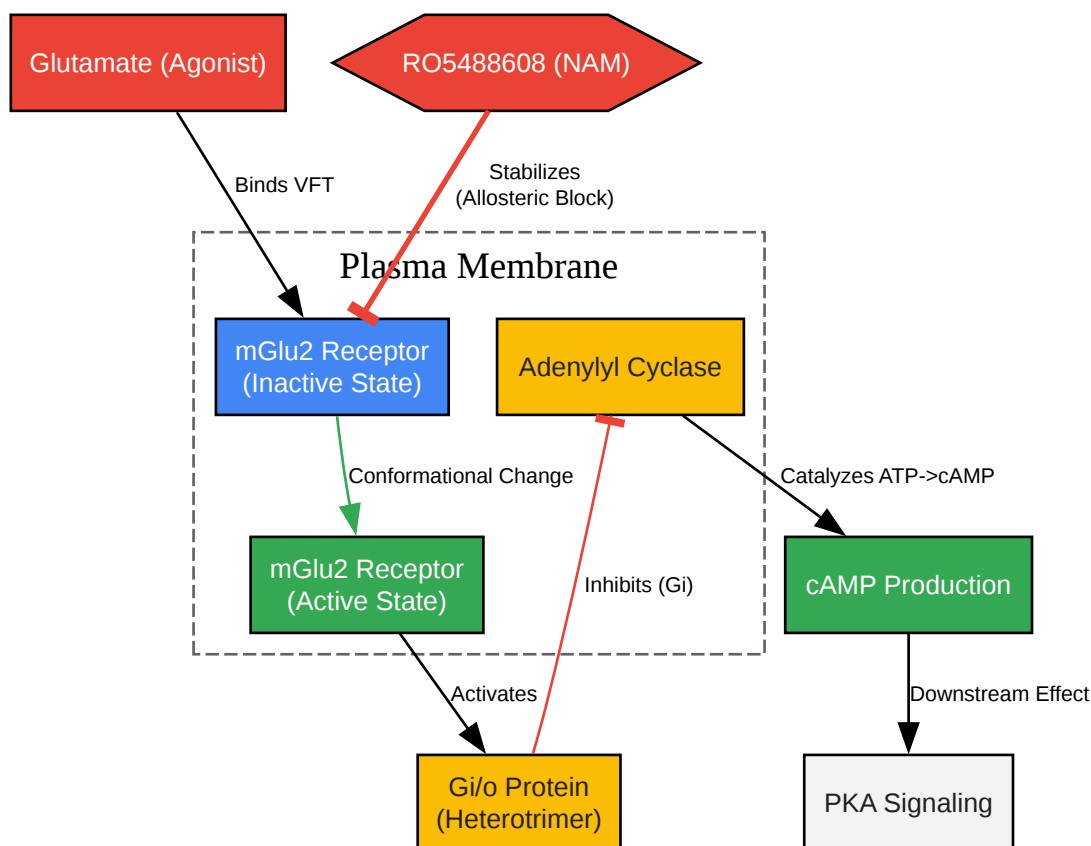 Glutamate (Agonist)
RO5488608 (NAM)
Binds VFT
Stabilizes
(Allosteric Block)
Plasma Membrane
mGlu2 Receptor
(Inactive State)
Adenylyl Cyclase
Conformational Change
Catalyzes ATP->cAMP
mGlu2 Receptor
(Active State)
Inhibits (Gi)
cAMP Production
Activates
Downstream Effect
Gi/o Protein
(Heterotrimer)
PKA Signaling